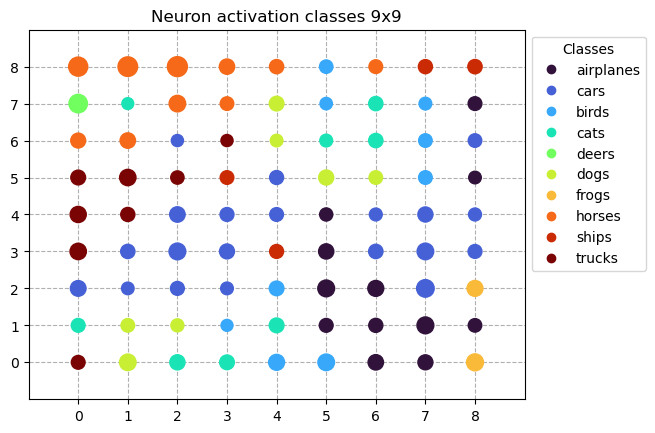 Neuron activation classes 9x9
8
7
6
5
4
3
2
1
0
0 1 2 3 4 5 6 7 8
Classes
airplanes
cars
birds
cats
deers
dogs
frogs
horses
ships
trucks